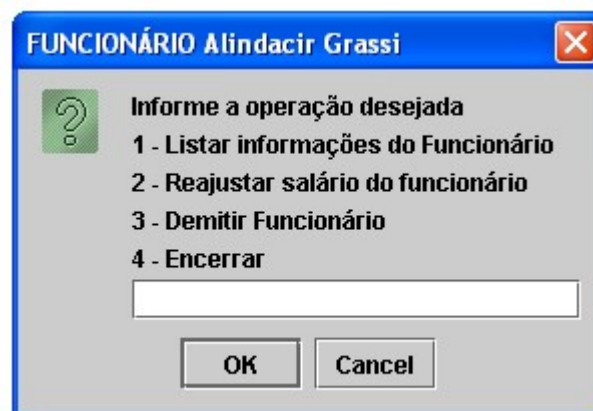 FUNCIONÁRIO Alindacir Grassi
Informe a operação desejada
1 - Listar informações do Funcionário
2 - Reajustar salário do funcionário
3 - Demitir Funcionário
4 - Encerrar
OK Cancel